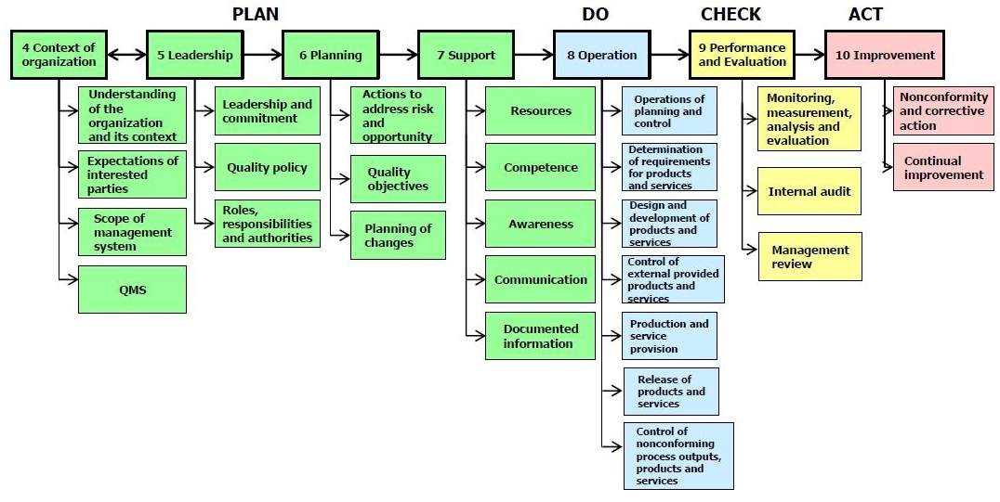 PLAN
DO
CHECK
ACT
4 Context of
organization
5 Leadership
6 Planning
7 Support
8 Operation
9 Performance
and Evaluation
10 Improvement
Understanding
of the
organization
and its context
Expectations of
interested
parties
Scope of
management
system
QMS
Leadership and
commitment
Quality policy
Roles,
responsibilities
and authorities
Actions to
address risk
and
opportunity
Quality
objectives
Planning of
changes
Resources
Competence
Awareness
Communication
Documented
information
Operations of
planning and
control
Determination
of requirements
for products
and services
Design and
development of
products and
services
Control of
external provided
products and
services
Production and
service
provision
Release of
products and
services
Control of
nonconforming
process outputs,
products and
services
Monitoring,
measurement,
analysis and
evaluation
Internal audit
Management
review
Nonconformity
and corrective
action
Continual
improvement